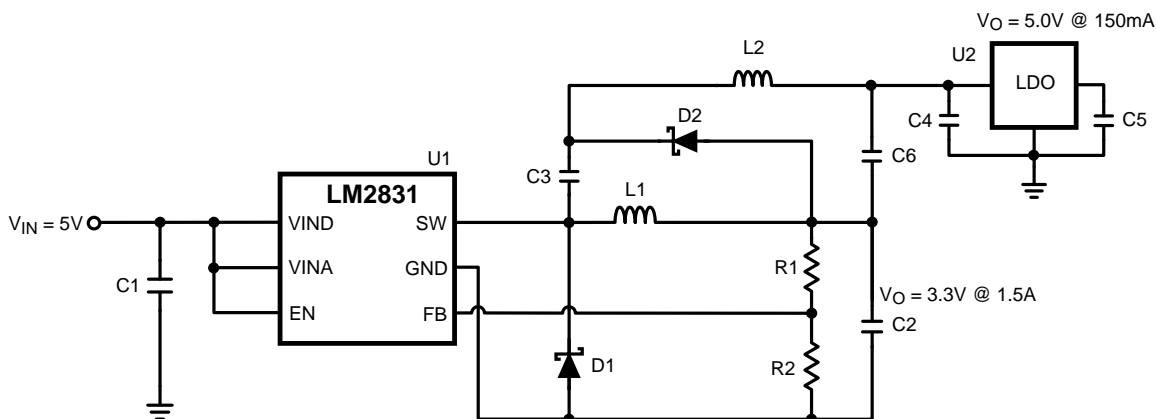 V_O = 5.0V @ 150mA
L2
U2
LDO
D2
C4
C5
U1
C6
LM2831
C3
L1
V_IN = 5V
VIND
SW
VINA
GND
R1
C1
V_O = 3.3V @ 1.5A
EN
FB
C2
D1
R2